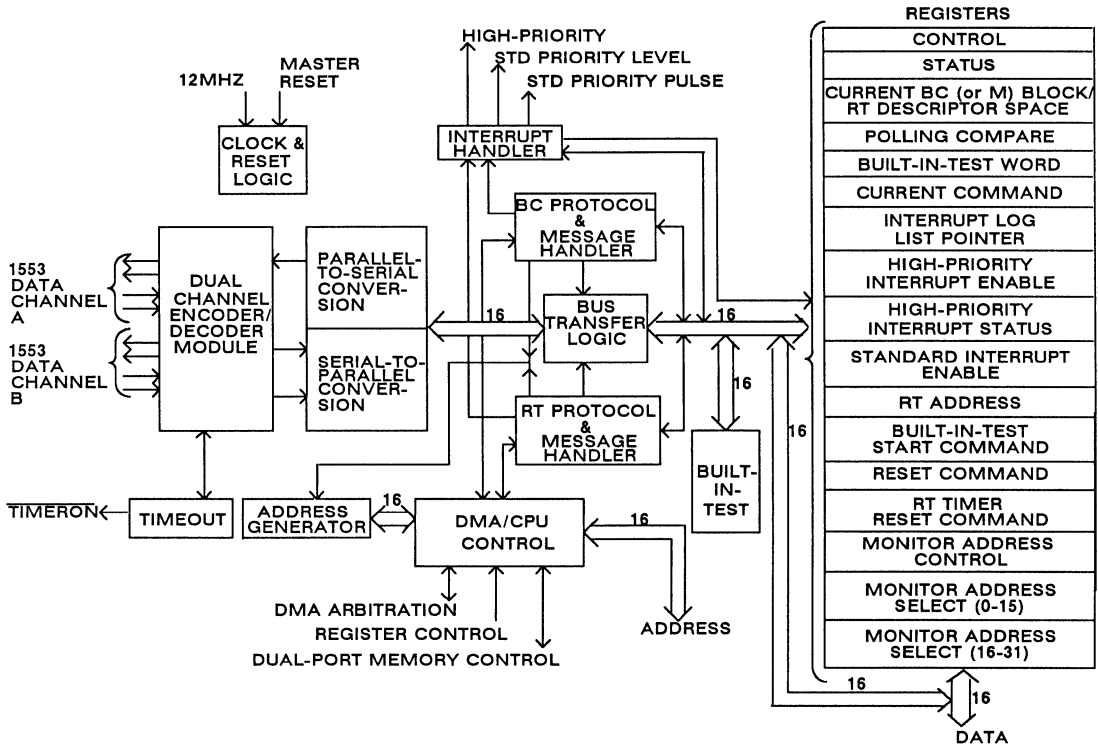 REGISTERS
CONTROL
STATUS
CURRENT BC (or M) BLOCK/
RT DESCRIPTOR SPACE
POLLING COMPARE
BUILT-IN-TEST WORD
CURRENT COMMAND
INTERRUPT LOG
LIST POINTER
HIGH-PRIORITY
INTERRUPT ENABLE
HIGH-PRIORITY
INTERRUPT STATUS
STANDARD INTERRUPT
ENABLE
RT ADDRESS
BUILT-IN-TEST
START COMMAND
RESET COMMAND
RT TIMER
RESET COMMAND
MONITOR ADDRESS
CONTROL
MONITOR ADDRESS
SELECT (0-15)
MONITOR ADDRESS
SELECT (16-31)
HIGH-PRIORITY
STD PRIORITY LEVEL
STD PRIORITY PULSE
12MHZ
MASTER
RESET
CLOCK &
RESET
LOGIC
INTERRUPT
HANDLER
BC PROTOCOL
&
MESSAGE
HANDLER
1553
DATA
CHANNEL
A
1553
DATA
CHANNEL
B
DUAL
CHANNEL
ENCODER/
DECODER
MODULE
PARALLEL-
TO-SERIAL
CONVER-
SION
SERIAL-TO-
PARALLEL
CONVER-
SION
16
BUS
TRANSFER
LOGIC
16
16
16
RT PROTOCOL
&
MESSAGE
HANDLER
BUILT-
IN-
TEST
TIMERON
TIMEOUT
ADDRESS
GENERATOR
16
DMA/CPU
CONTROL
16
DMA ARBITRATION
REGISTER CONTROL
DUAL-PORT MEMORY CONTROL
ADDRESS
16
16
DATA